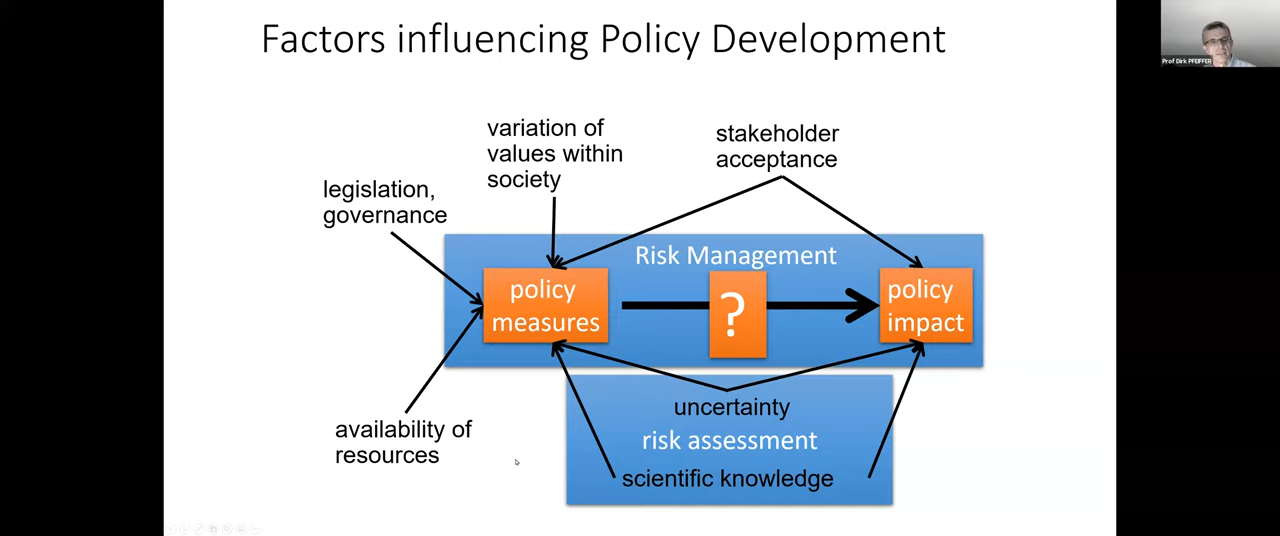 Factors influencing Policy Development
Prof Dirk PFEIFFER
variation of
values within
society
stakeholder
acceptance
legislation,
governance
Risk Management
policy
measures
?
policy
impact
uncertainty
risk assessment
scientific knowledge
availability of
resources